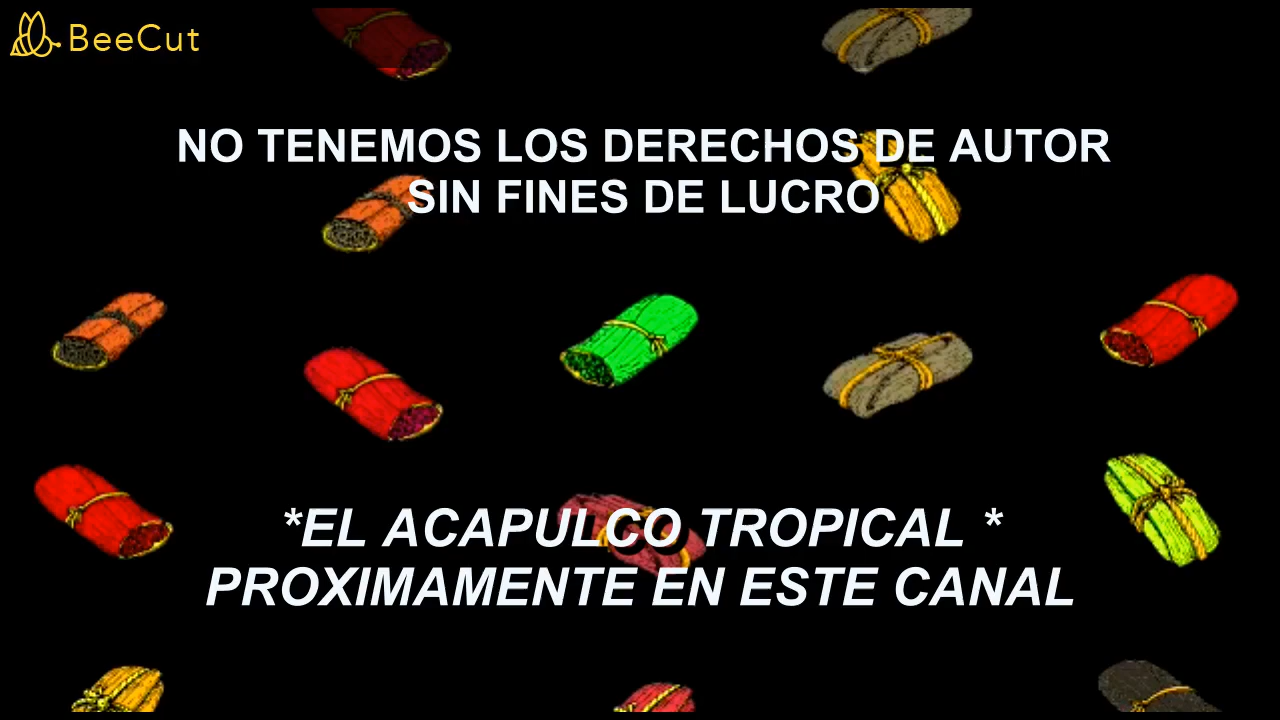 BeeCut
NO TENEMOS LOS DERECHOS DE AUTOR
SIN FINES DE LUCRO
*EL ACAPULCO TROPICAL *
PROXIMAMENTE EN ESTE CANAL